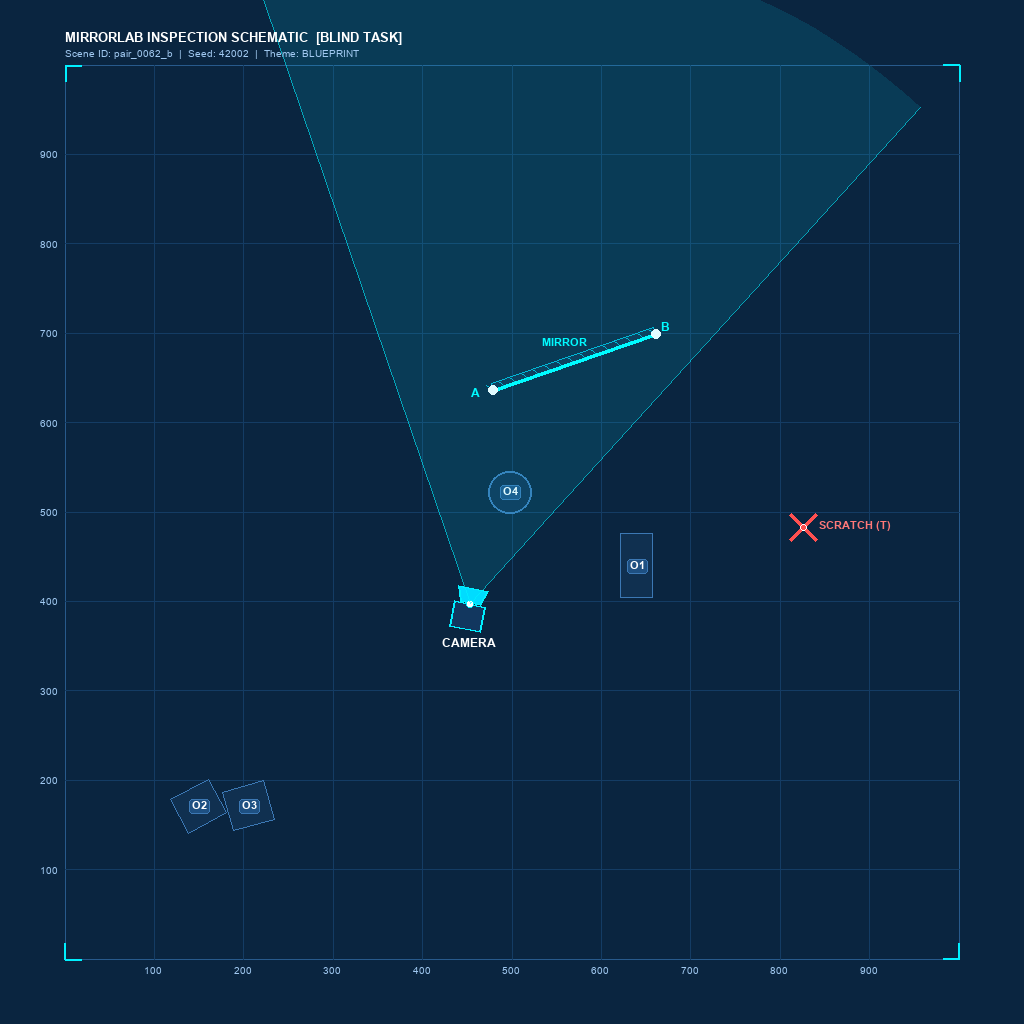 MIRRORLAB INSPECTION SCHEMATIC  [BLIND TASK]
Scene ID: pair_0062_b  |  Seed: 42002  |  Theme: BLUEPRINT
900
800
700
600
500
400
300
200
100
B
MIRROR
A
O4
SCRATCH (T)
O1
CAMERA
O2
O3
100
200
300
400
500
600
700
800
900